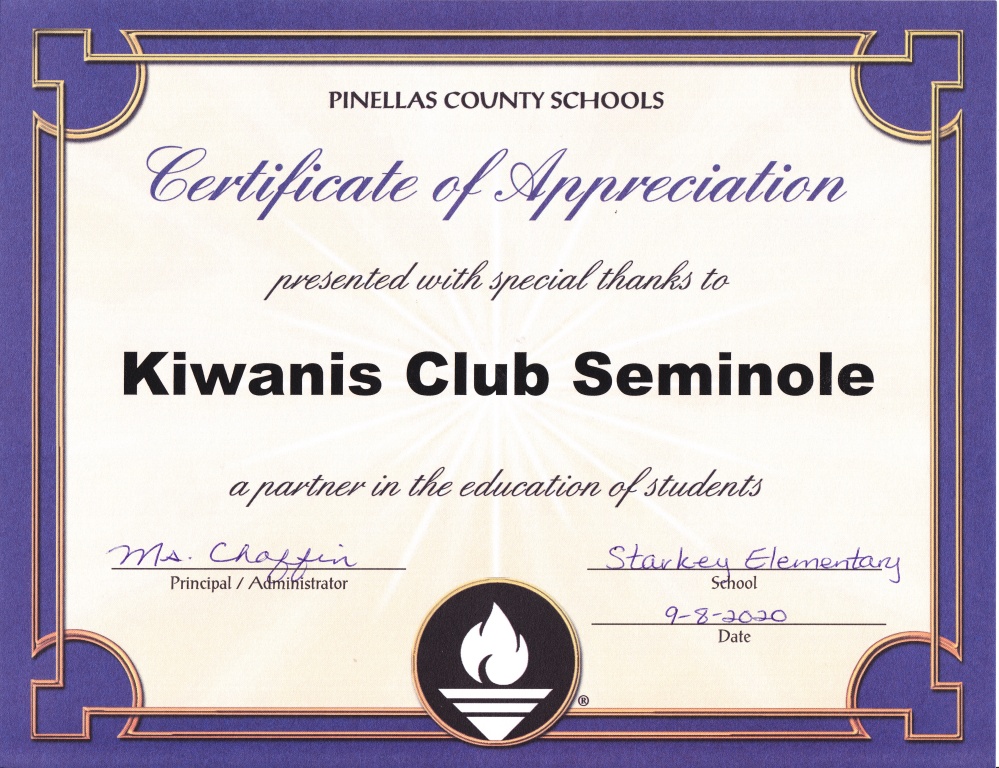 PINELLAS COUNTY SCHOOLS
Certificate of Appreciation
presented with special thanks to
Kiwanis Club Seminole
a partner in the education of students
Ms. Chaffin
Principal / Administrator
Starkey Elementary
School
9-8-2020
Date
®